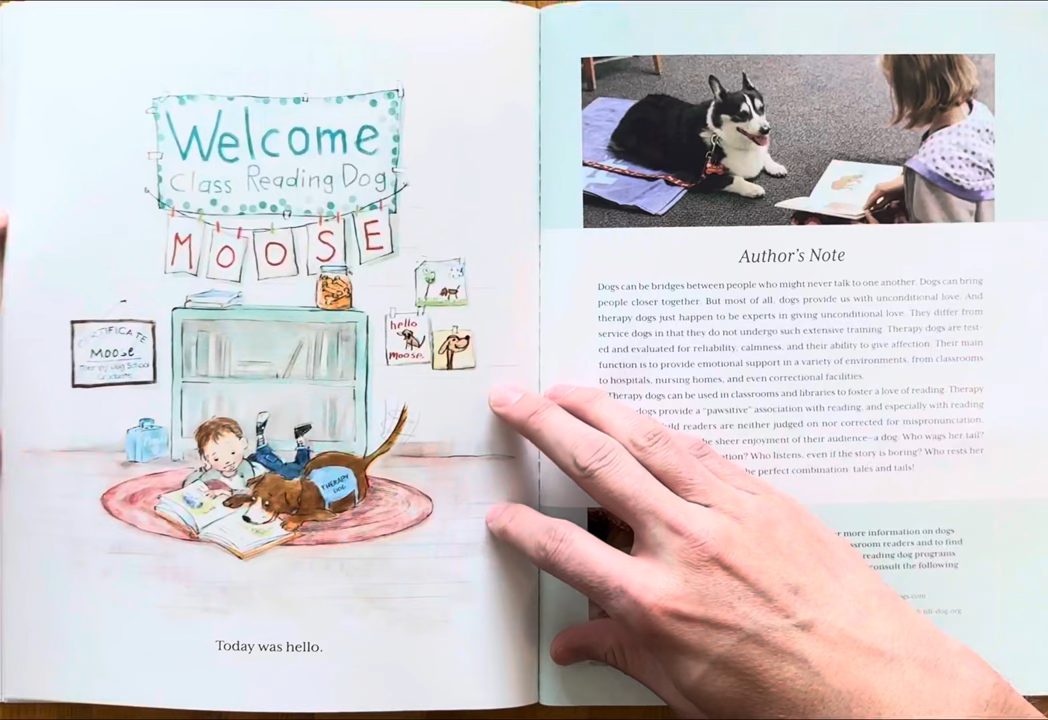 Welcome
Class Reading Dog
MOOSE
CERTIFICATE
Moose
hello
Moose
THERAPY
DOG
Today was hello.
Author's Note
Dogs can be bridges between people who might never talk to one another. Dogs can bring
people closer together. But most of all, dogs provide us with unconditional love. And
therapy dogs just happen to be experts in giving unconditional love. They differ from
service dogs in that they do not undergo such extensive training. Therapy dogs are test-
ed and evaluated for reliability, calmness, and their ability to give affection. Their main
function is to provide emotional support in a variety of environments, from classrooms
to hospitals, nursing homes, and even correctional facilities.
Therapy dogs can be used in classrooms and libraries to foster a love of reading. Therapy
dogs provide a “pawsitive” association with reading, and especially with reading
readers are neither judged on nor corrected for mispronunciation.
sheer enjoyment of their audience—a dog. Who wags her tail?
Who listens, even if the story is boring? Who rests her
perfect combination: tales and tails!
more information on dogs
readers and to find
reading dog programs
consult the following